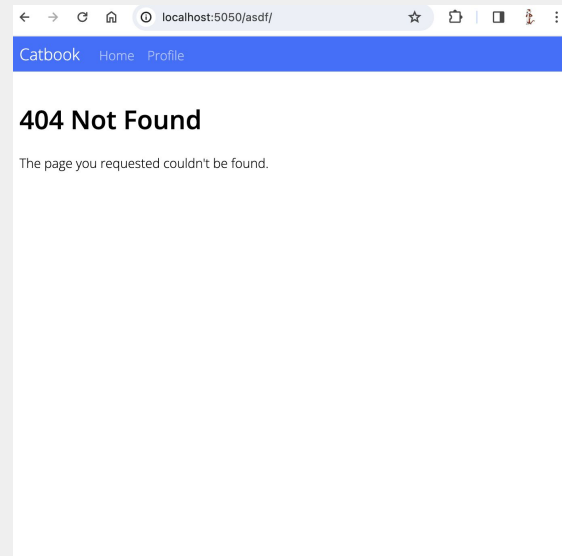 localhost:5050/asdf/
Catbook Home Profile
404 Not Found
The page you requested couldn't be found.